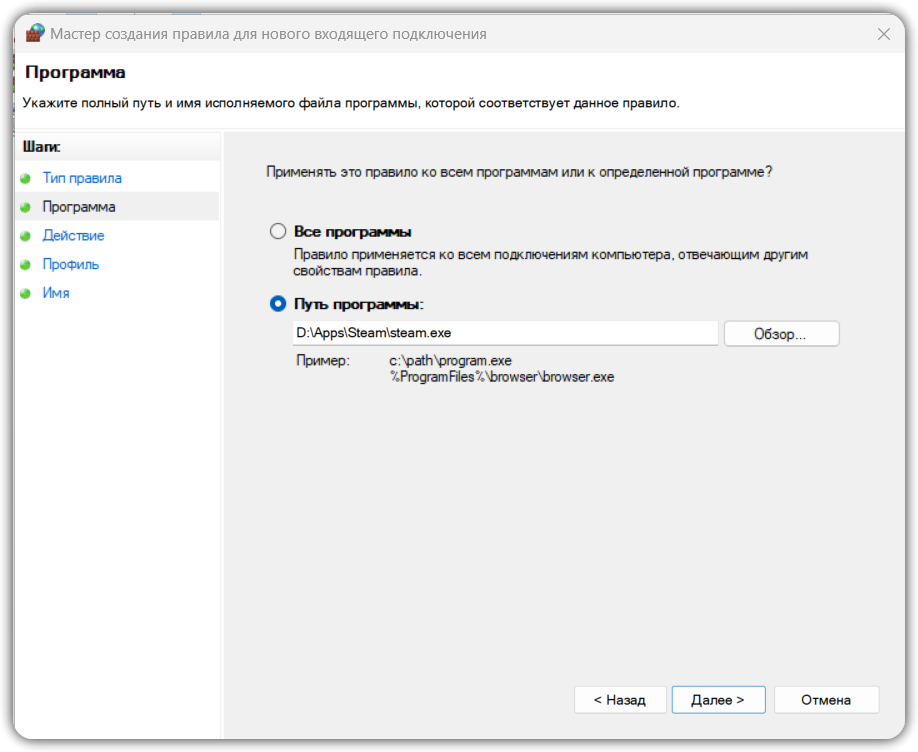 Мастер создания правила для нового входящего подключения
Программа
Укажите полный путь и имя исполняемого файла программы, которой соответствует данное правило.
Шаги:
Тип правила
Программа
Действие
Профиль
Имя
Применять это правило ко всем программам или к определенной программе?
Все программы
Правило применяется ко всем подключениям компьютера, отвечающим другим
свойствам правила.
Путь программы:
D:\Apps\Steam\steam.exe
Обзор...
Пример: c:\path\program.exe
%ProgramFiles%\browser\browser.exe
< Назад
Далее >
Отмена